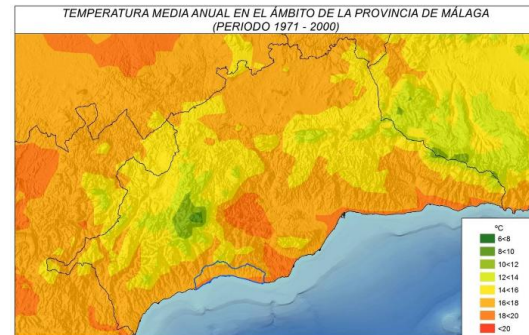 TEMPERATURA MEDIA ANUAL EN EL ÁMBITO DE LA PROVINCIA DE MÁLAGA
(PERIODO 1971 - 2000)
ºC
6<8
8<10
10<12
12<14
14<16
16<18
18<20
<20